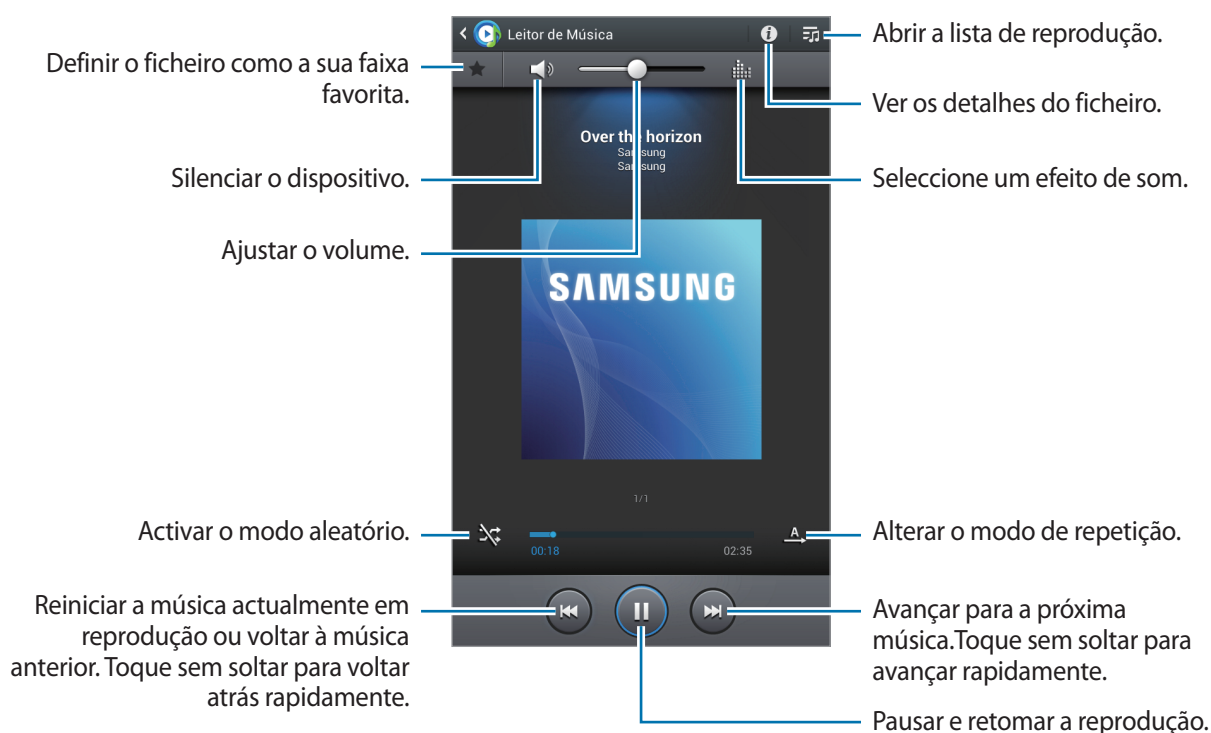 Leitor de Música
Abrir a lista de reprodução.
Definir o ficheiro como a sua faixa
favorita.
Ver os detalhes do ficheiro.
Over the horizon
Samsung
Samsung
Silenciar o dispositivo.
Seleccione um efeito de som.
Ajustar o volume.
SAMSUNG
1/1
Activar o modo aleatório.
A
Alterar o modo de repetição.
00:18
02:35
Reiniciar a música actualmente em
reprodução ou voltar à música
anterior. Toque sem soltar para voltar
atrás rapidamente.
Avançar para a próxima
música.Toque sem soltar para
avançar rapidamente.
Pausar e retomar a reprodução.